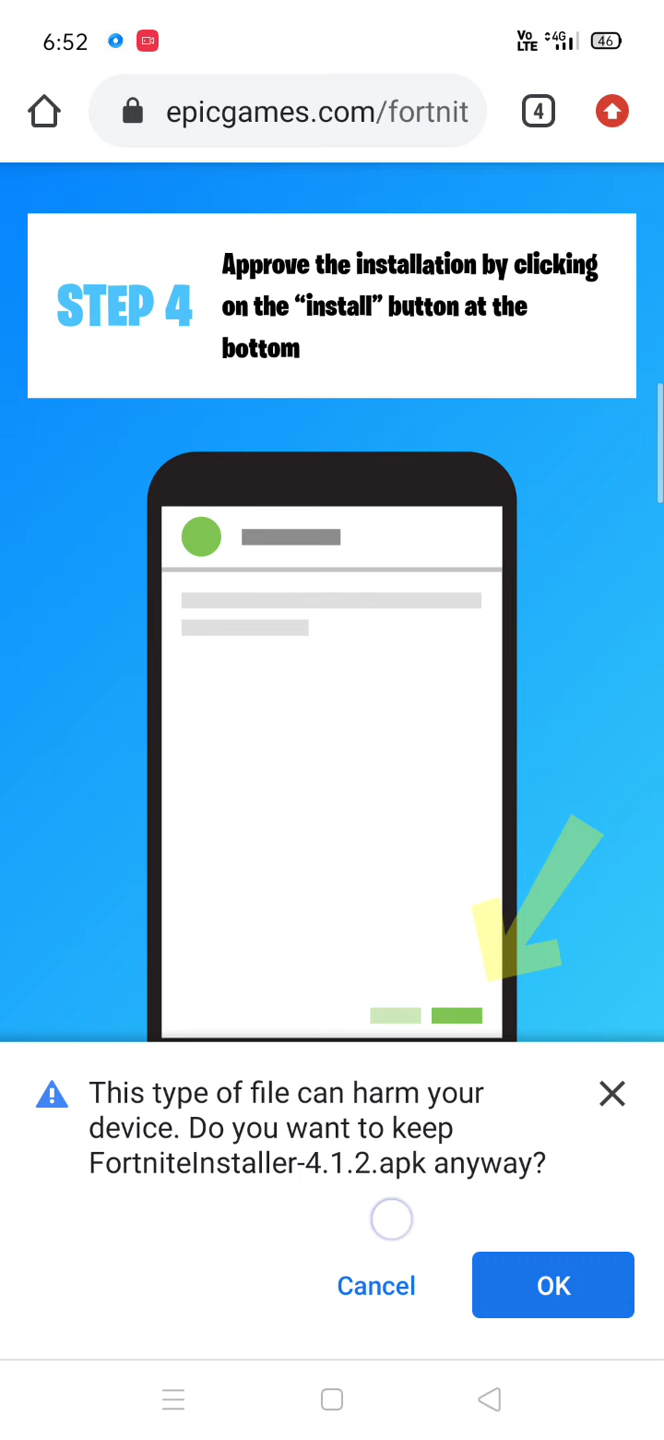 6:52
Vo LTE 4G 46
epicgames.com/fortnit
4
STEP 4
Approve the installation by clicking
on the “install” button at the
bottom
This type of file can harm your
device. Do you want to keep
FortniteInstaller-4.1.2.apk anyway?
Cancel
OK